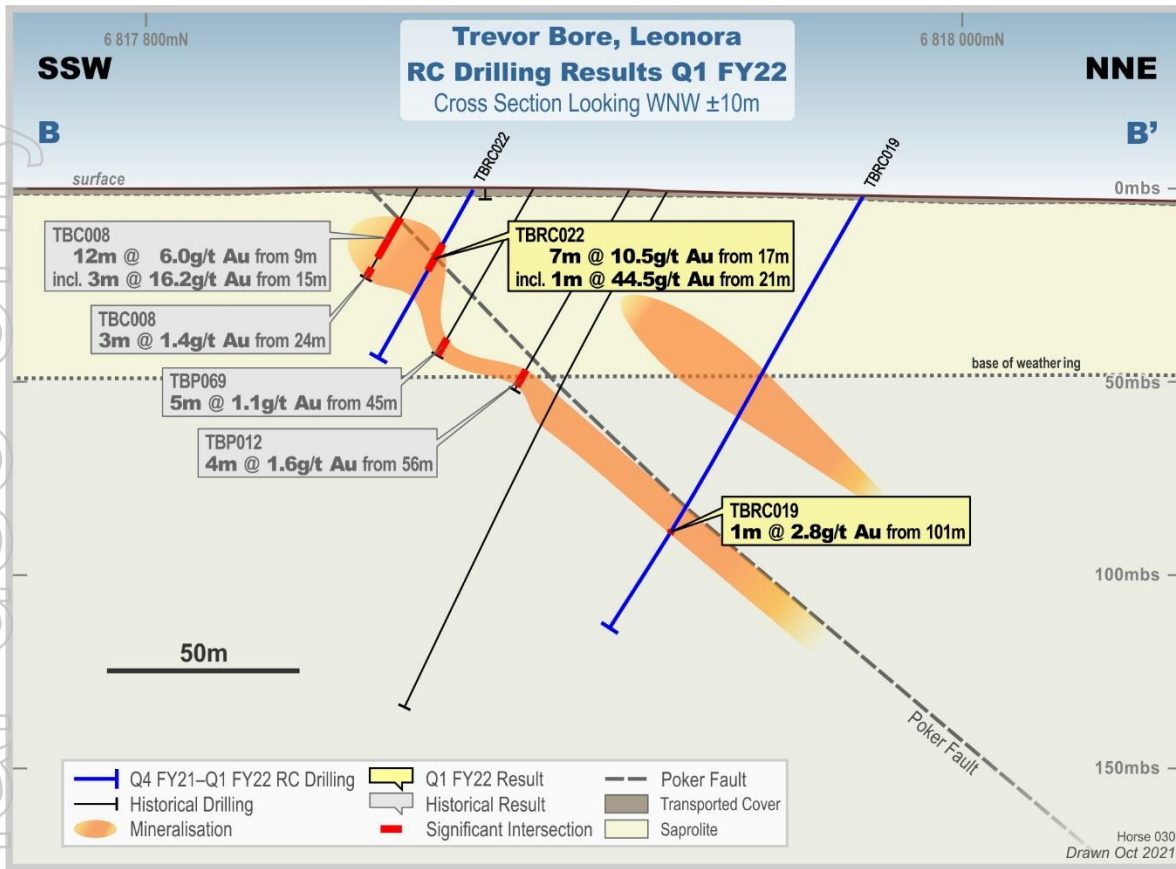 6 817 800mN
6 818 000mN
Trevor Bore, Leonora
RC Drilling Results Q1 FY22
Cross Section Looking WNW ±10m
SSW
NNE
B
B’
TBRC022
TBRC019
surface
0mbs
TBC008
12m @ 6.0g/t Au from 9m
incl. 3m @ 16.2g/t Au from 15m
TBRC022
7m @ 10.5g/t Au from 17m
incl. 1m @ 44.5g/t Au from 21m
TBC008
3m @ 1.4g/t Au from 24m
base of weathering
50mbs
TBP069
5m @ 1.1g/t Au from 45m
TBP012
4m @ 1.6g/t Au from 56m
TBRC019
1m @ 2.8g/t Au from 101m
100mbs
50m
Poker Fault
150mbs
Q4 FY21–Q1 FY22 RC Drilling
Q1 FY22 Result
Poker Fault
Historical Drilling
Historical Result
Transported Cover
Mineralisation
Significant Intersection
Saprolite
Horse 030
Drawn Oct 2021